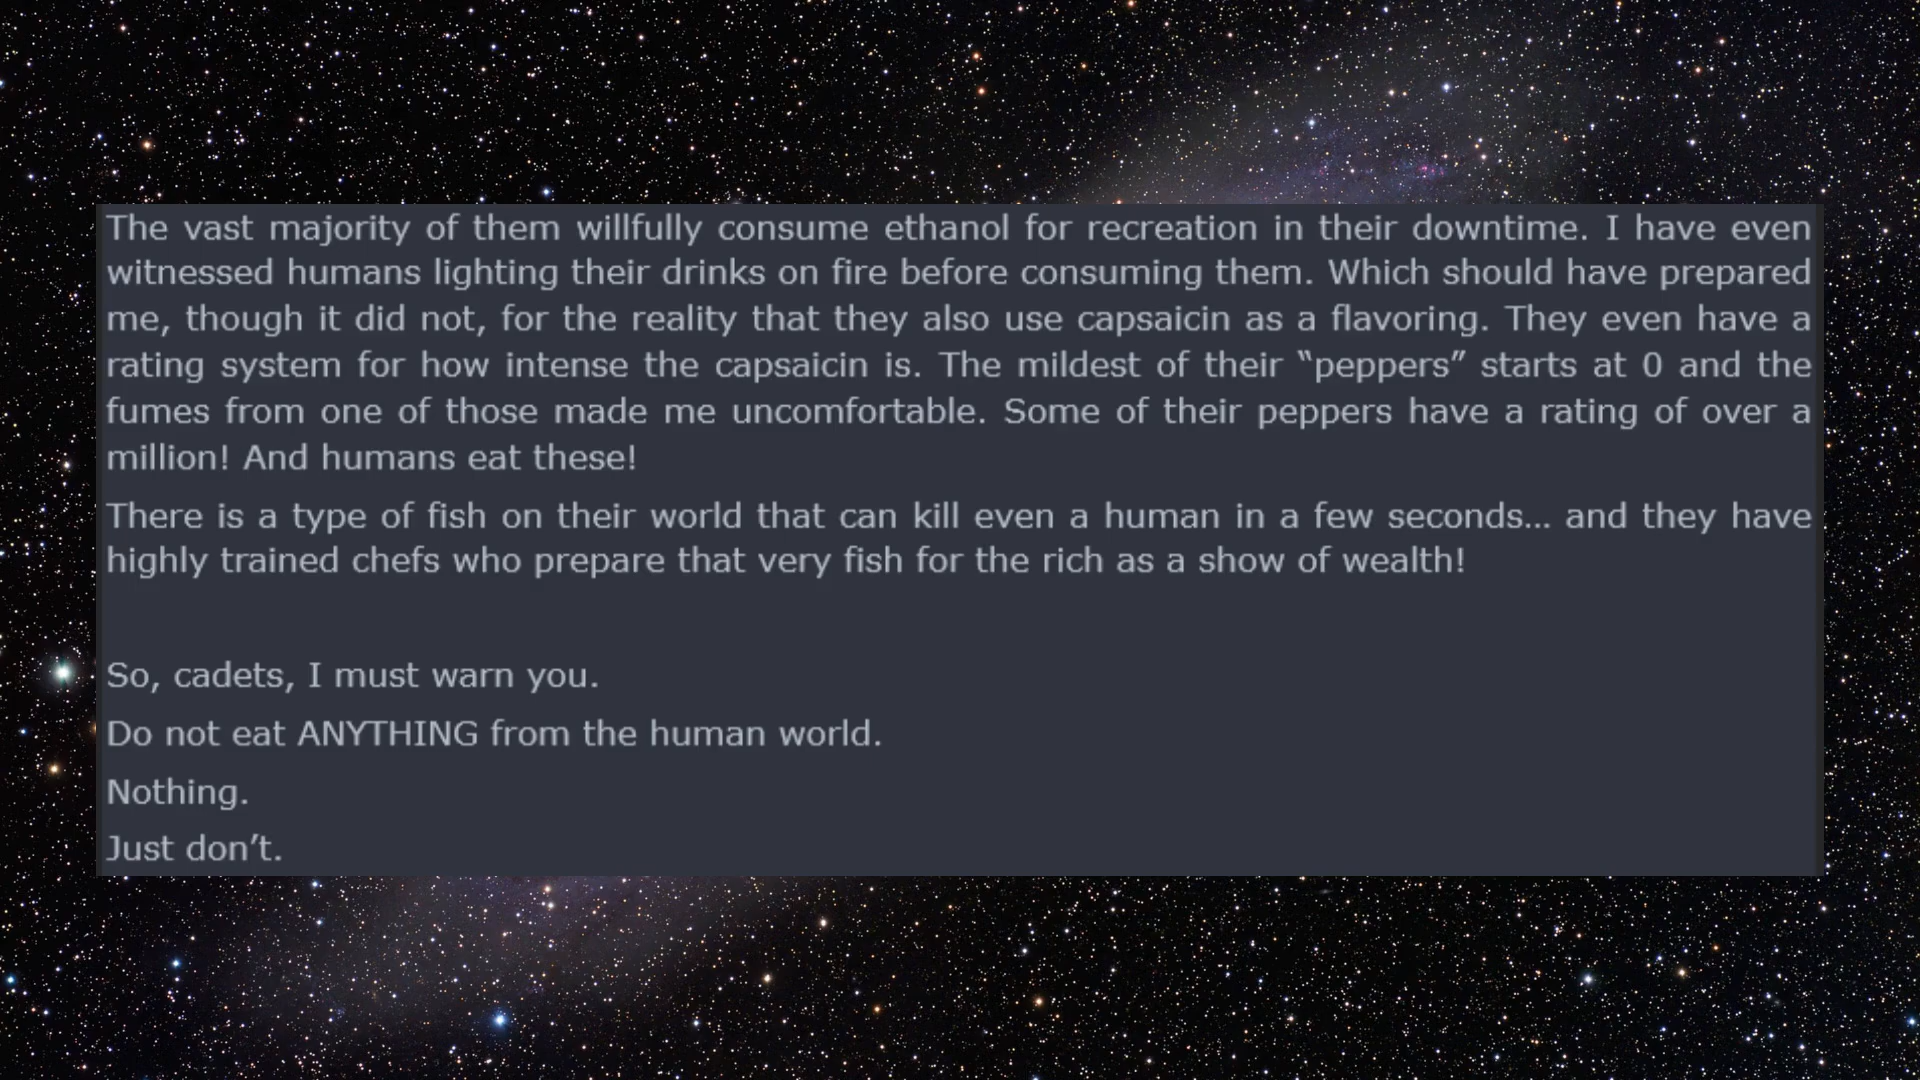 The vast majority of them willfully consume ethanol for recreation in their downtime. I have even
witnessed humans lighting their drinks on fire before consuming them. Which should have prepared
me, though it did not, for the reality that they also use capsaicin as a flavoring. They even have a
rating system for how intense the capsaicin is. The mildest of their “peppers” starts at 0 and the
fumes from one of those made me uncomfortable. Some of their peppers have a rating of over a
million! And humans eat these!
There is a type of fish on their world that can kill even a human in a few seconds... and they have
highly trained chefs who prepare that very fish for the rich as a show of wealth!
So, cadets, I must warn you.
Do not eat ANYTHING from the human world.
Nothing.
Just don’t.